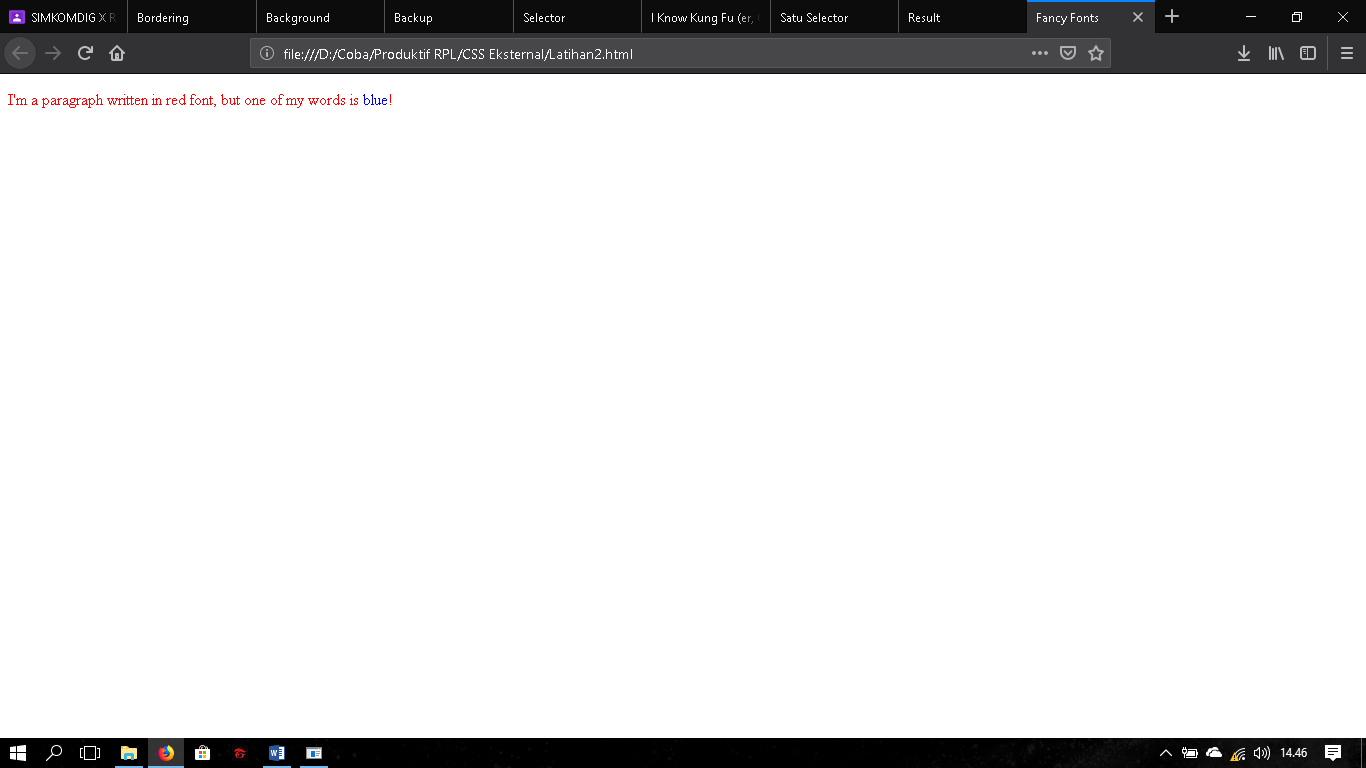 SIMKOMDIG X R
Bordering
Background
Backup
Selector
I Know Kung Fu (er,
Satu Selector
Result
Fancy Fonts
file:///D:/Coba/Produktif RPL/CSS Eksternal/Latihan2.html
I'm a paragraph written in red font, but one of my words is blue!
14.46